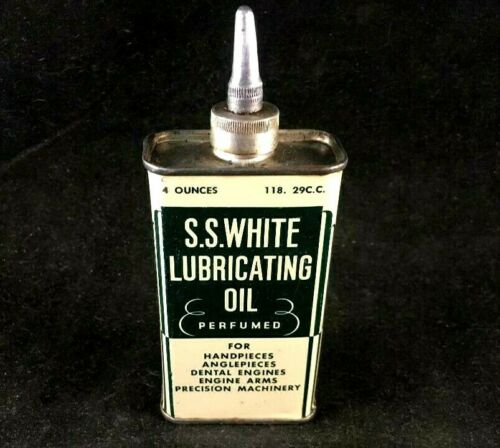 4 OUNCES 118. 29C.C.
S.S.WHITE
LUBRICATING
OIL
PERFUMED
FOR
HANDPIECES
ANGLEPIECES
DENTAL ENGINES
ENGINE ARMS
PRECISION MACHINERY